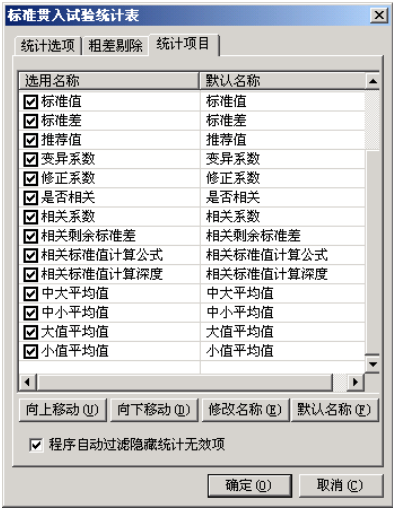 标准贯入试验统计表
统计选项 粗差剔除 统计项目
选用名称 默认名称
标准值 标准值
标准差 标准差
推荐值 推荐值
变异系数 变异系数
修正系数 修正系数
是否相关 是否相关
相关系数 相关系数
相关剩余标准差 相关剩余标准差
相关标准值计算公式 相关标准值计算公式
相关标准值计算深度 相关标准值计算深度
中大平均值 中大平均值
中小平均值 中小平均值
大值平均值 大值平均值
小值平均值 小值平均值
向上移动(U) 向下移动(D) 修改名称(E) 默认名称(F)
程序自动过滤隐藏统计无效项
确定(O) 取消(C)